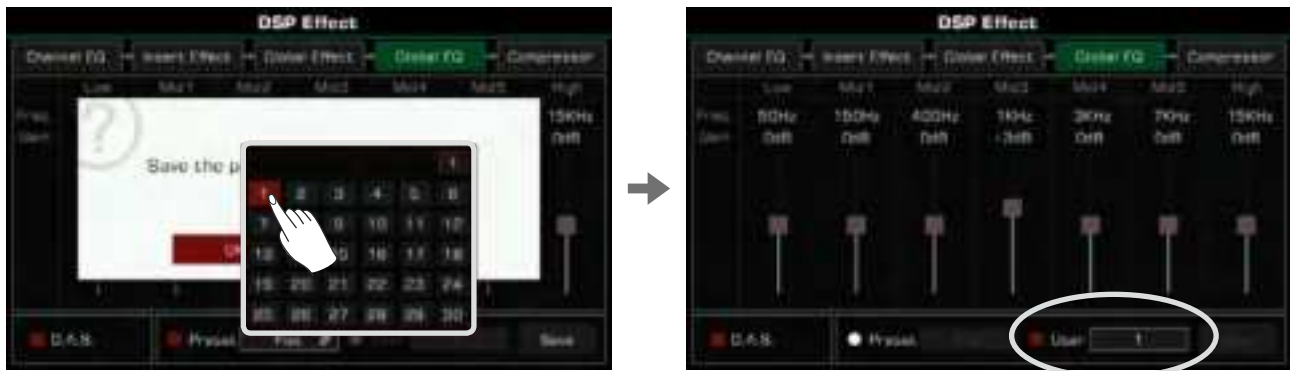 DSP Effect
Channel EQ Insert Effect Global Effect Global EQ Compressor
Low Mid1 Mid2 Mid3 Mid4 Mid5 High
Freq. 15KHz
Gain 0dB
?
Save the p
1
1 2 3 4 5 6
7 9 10 11 12
13 15 16 17 18
19 20 21 22 23 24
25 26 27 28 29 30
D.A.S. Preset Flat Save
DSP Effect
Channel EQ Insert Effect Global Effect Global EQ Compressor
Low Mid1 Mid2 Mid3 Mid4 Mid5 High
Freq. 150Hz 400Hz 1KHz 3KHz 7KHz 15KHz
Gain 0dB 0dB 0dB +3dB 0dB 0dB 0dB
D.A.S. Preset User 1